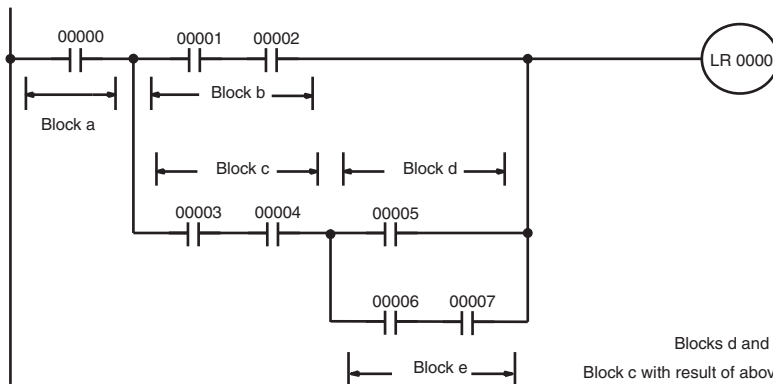 00000 00001 00002
LR 0000
Block b
Block a
Block c Block d
00003 00004 00005
00006 00007
Blocks d and
Block e
Block c with result of abov